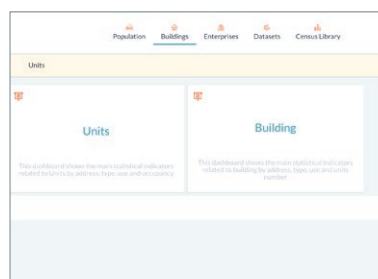 Population Buildings Enterprises Datasets Census Library
Units
Units
This dashboard shows the main statistical indicators
related to Units by address, type, use and occupancy
Building
This dashboard shows the main statistical indicators
related to building by address, type, use and units
number